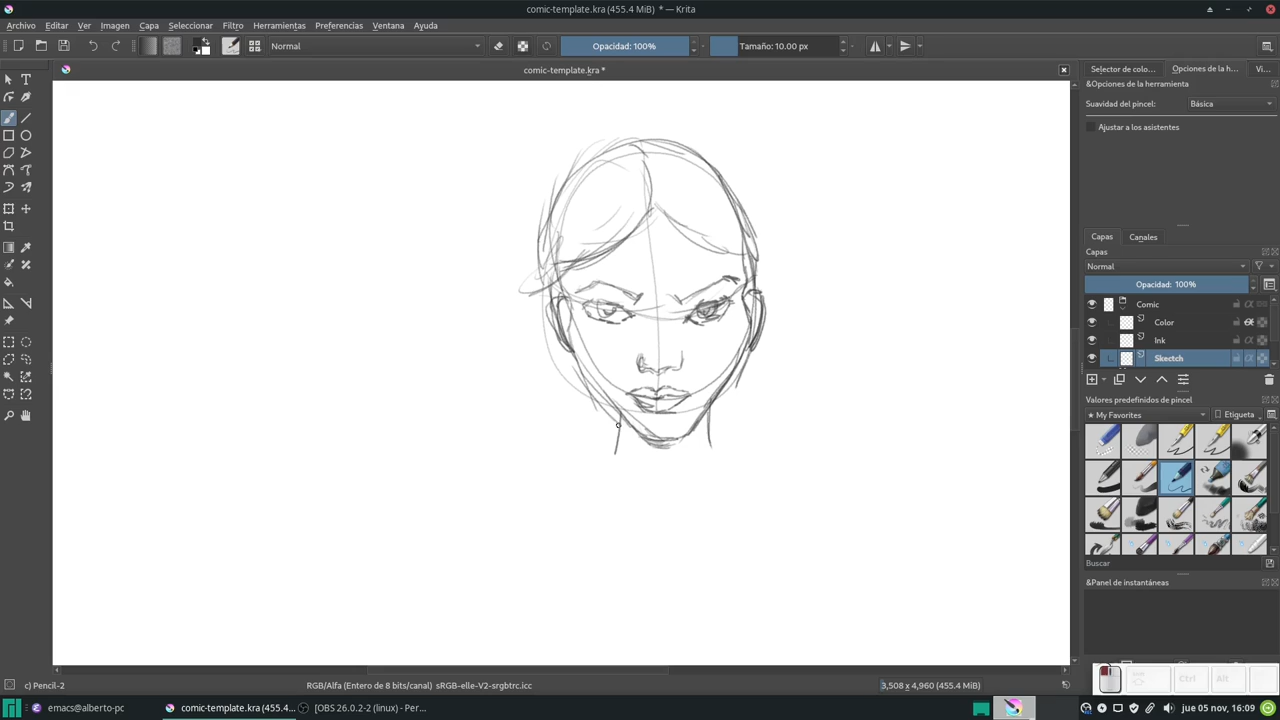 comic-template.kra (455.4 MiB) * — Krita
Archivo Editar Ver Imagen Capa Seleccionar Filtro Herramientas Preferencias Ventana Ayuda
Normal Opacidad: 100% Tamaño: 10.00 px
comic-template.kra *
Selector de colo... Opciones de la h... Vi...
&Opciones de la herramienta
Suavidad del pincel: Básica
Ajustar a los asistentes
Capas Canales
Capas
Normal
Opacidad: 100%
Comic
Color
Ink
Skectch
Valores predefinidos de pincel
★ My Favorites Etiqueta
Buscar
&Panel de instantáneas
Ctrl Alt
c) Pencil-2 RGB/Alfa (Entero de 8 bits/canal) sRGB-elle-V2-srgbtrc.icc 3,508 x 4,960 (455.4 MiB)
emacs@alberto-pc comic-template.kra (455.4... [OBS 26.0.2-2 (linux) - Per... jue 05 nov, 16:09